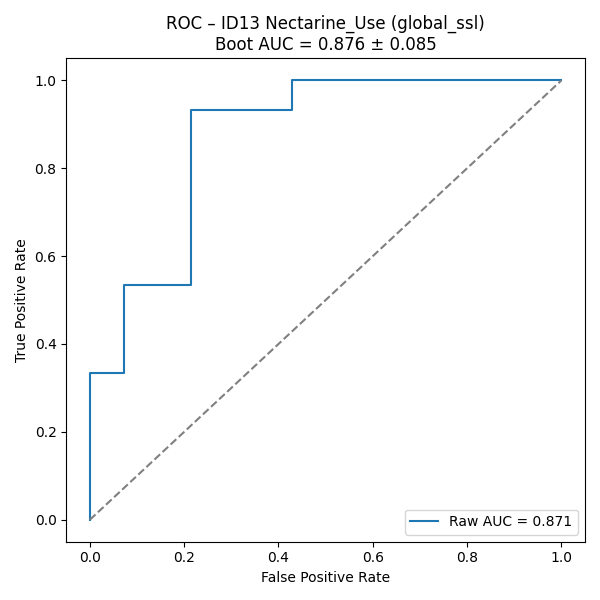 ROC – ID13 Nectarine_Use (global_ssl)
Boot AUC = 0.876 ± 0.085
True Positive Rate
1.0
0.8
0.6
0.4
0.2
0.0
Raw AUC = 0.871
0.0 0.2 0.4 0.6 0.8 1.0
False Positive Rate